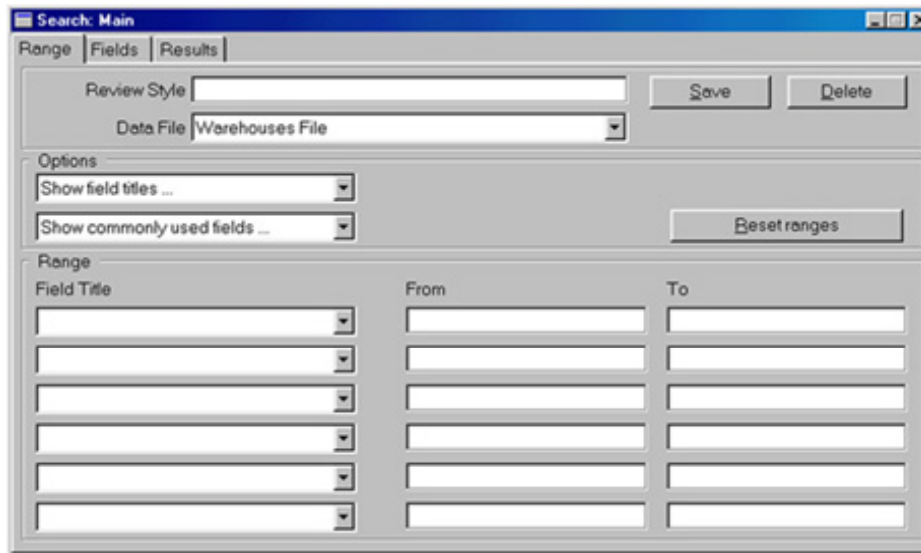 Search: Main
Range Fields Results
Review Style Save Delete
Data File Warehouses File
Options
Show field titles ...
Show commonly used fields ... Reset ranges
Range
Field Title From To